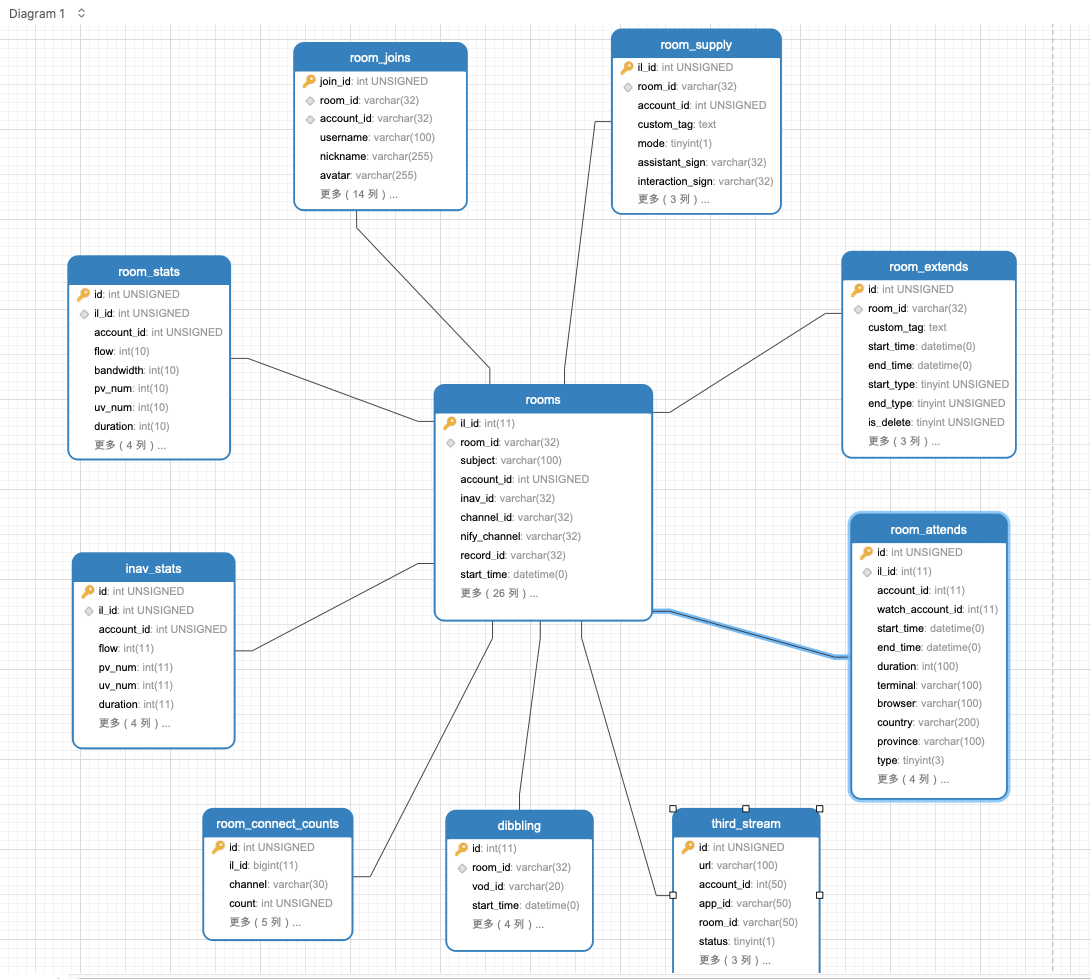 Diagram 1
room_joins
join_id: int UNSIGNED
room_id: varchar(32)
account_id: varchar(32)
username: varchar(100)
nickname: varchar(255)
avatar: varchar(255)
更多 ( 14 列 ) ...
room_supply
il_id: int UNSIGNED
room_id: varchar(32)
account_id: int UNSIGNED
custom_tag: text
mode: tinyint(1)
assistant_sign: varchar(32)
interaction_sign: varchar(32)
更多 ( 3 列 ) ...
room_stats
id: int UNSIGNED
il_id: int UNSIGNED
account_id: int UNSIGNED
flow: int(10)
bandwidth: int(10)
pv_num: int(10)
uv_num: int(10)
duration: int(10)
更多 ( 4 列 ) ...
room_extends
id: int UNSIGNED
room_id: varchar(32)
custom_tag: text
start_time: datetime(0)
end_time: datetime(0)
start_type: tinyint UNSIGNED
end_type: tinyint UNSIGNED
is_delete: tinyint UNSIGNED
更多 ( 3 列 ) ...
rooms
il_id: int(11)
room_id: varchar(32)
subject: varchar(100)
account_id: int UNSIGNED
inav_id: varchar(32)
channel_id: varchar(32)
nify_channel: varchar(32)
record_id: varchar(32)
start_time: datetime(0)
更多 ( 26 列 ) ...
inav_stats
id: int UNSIGNED
il_id: int UNSIGNED
account_id: int UNSIGNED
flow: int(11)
pv_num: int(11)
uv_num: int(11)
duration: int(11)
更多 ( 4 列 ) ...
room_attends
id: int UNSIGNED
il_id: int(11)
account_id: int(11)
watch_account_id: int(11)
start_time: datetime(0)
end_time: datetime(0)
duration: int(100)
terminal: varchar(100)
browser: varchar(100)
country: varchar(200)
province: varchar(100)
type: tinyint(3)
更多 ( 4 列 ) ...
room_connect_counts
id: int UNSIGNED
il_id: bigint(11)
channel: varchar(30)
count: int UNSIGNED
更多 ( 5 列 ) ...
dibbling
id: int(11)
room_id: varchar(32)
vod_id: varchar(20)
start_time: datetime(0)
更多 ( 4 列 ) ...
third_stream
id: int UNSIGNED
url: varchar(100)
account_id: int(50)
app_id: varchar(50)
room_id: varchar(50)
status: tinyint(1)
更多 ( 3 列 ) ...